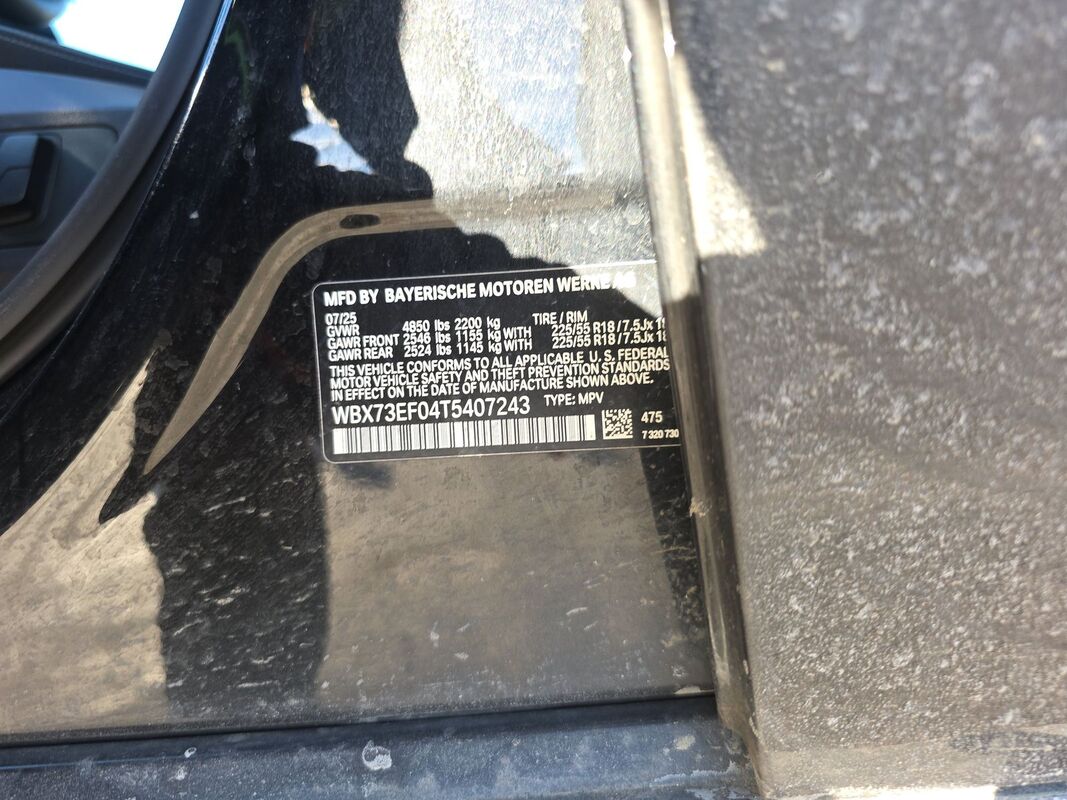 MFD BY BAYERISCHE MOTOREN WERKE AG
07/25
GVWR 4850 lbs 2200 kg TIRE / RIM
GAWR FRONT 2546 lbs 1155 kg WITH 225/55 R18/7.5Jx 18
GAWR REAR 2524 lbs 1145 kg WITH 225/55 R18/7.5Jx 18
THIS VEHICLE CONFORMS TO ALL APPLICABLE U.S. FEDERAL
MOTOR VEHICLE SAFETY AND THEFT PREVENTION STANDARDS
IN EFFECT ON THE DATE OF MANUFACTURE SHOWN ABOVE.
WBX73EF04T5407243 TYPE: MPV
475
7 320 730